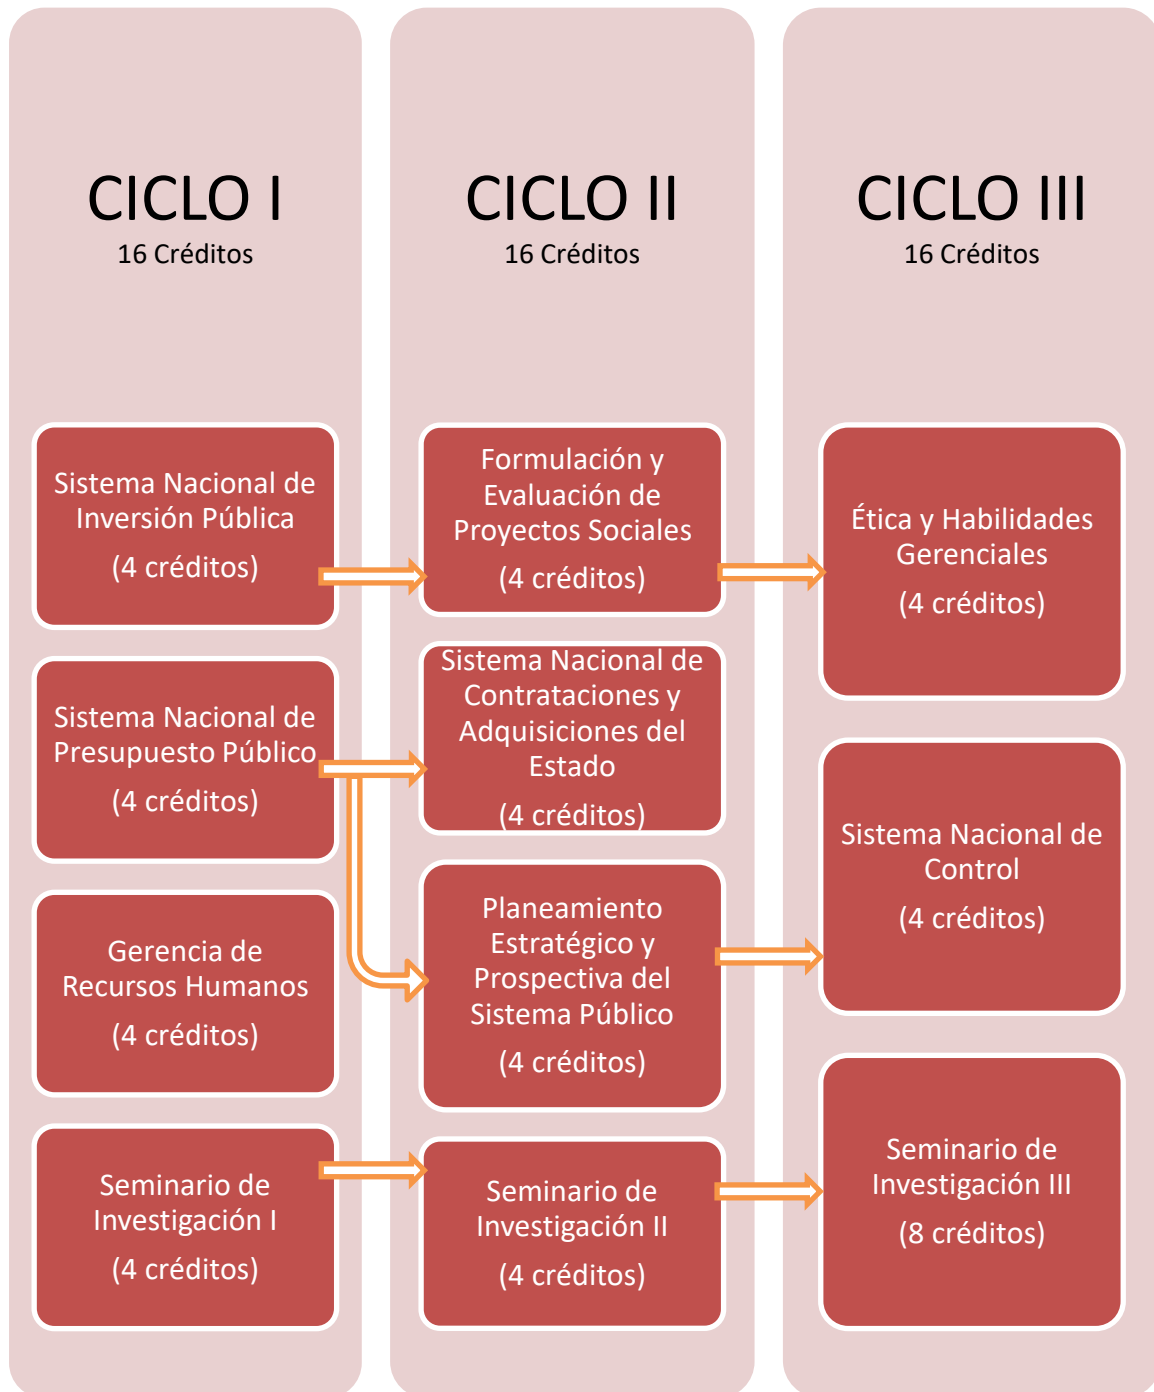 CICLO I
16 Créditos
Sistema Nacional de
Inversión Pública
(4 créditos)
Sistema Nacional de
Presupuesto Público
(4 créditos)
Gerencia de
Recursos Humanos
(4 créditos)
Seminario de
Investigación I
(4 créditos)
CICLO II
16 Créditos
Formulación y
Evaluación de
Proyectos Sociales
(4 créditos)
Sistema Nacional de
Contrataciones y
Adquisiciones del
Estado
(4 créditos)
Planeamiento
Estratégico y
Prospectiva del
Sistema Público
(4 créditos)
Seminario de
Investigación II
(4 créditos)
CICLO III
16 Créditos
Ética y Habilidades
Gerenciales
(4 créditos)
Sistema Nacional de
Control
(4 créditos)
Seminario de
Investigación III
(8 créditos)